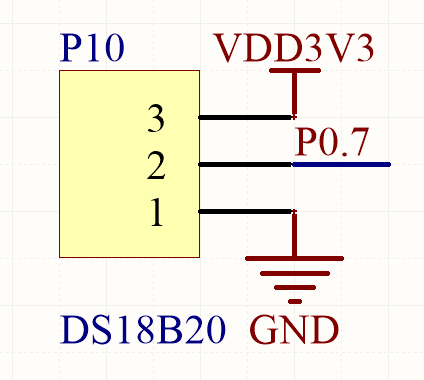 P10 VDD3V3
3
P0.7
2
1
DS18B20 GND